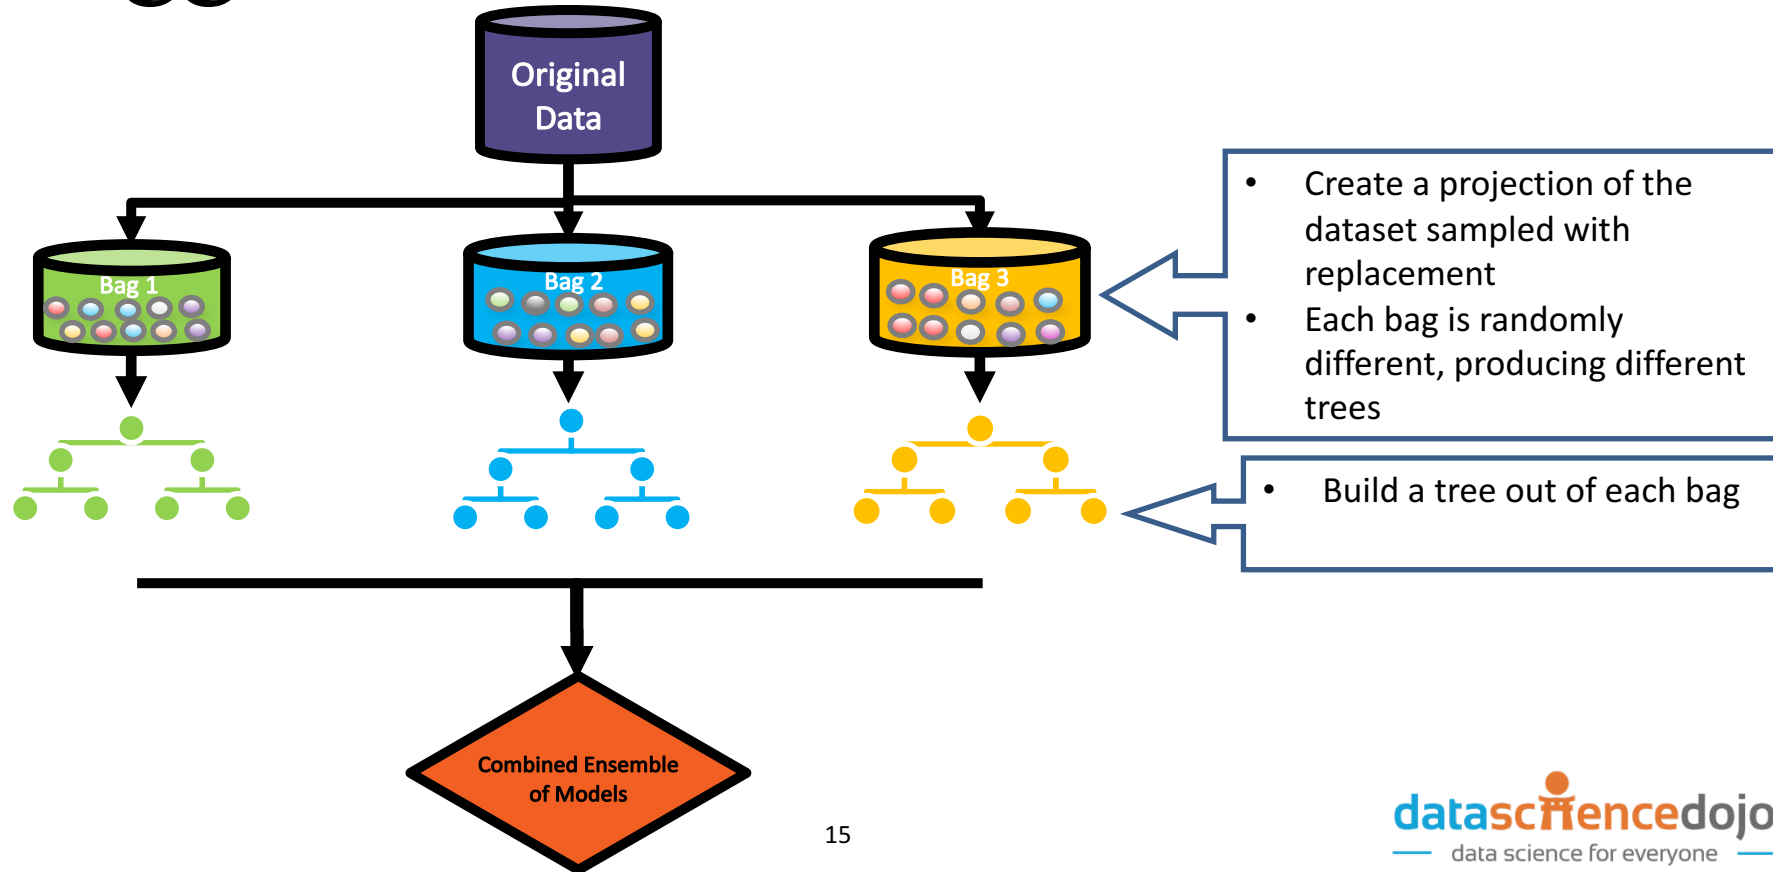 Original
Data
Bag 1
Bag 2
Bag 3
• Create a projection of the
dataset sampled with
replacement
• Each bag is randomly
different, producing different
trees
• Build a tree out of each bag
Combined Ensemble
of Models
15
datasciencedojo
data science for everyone